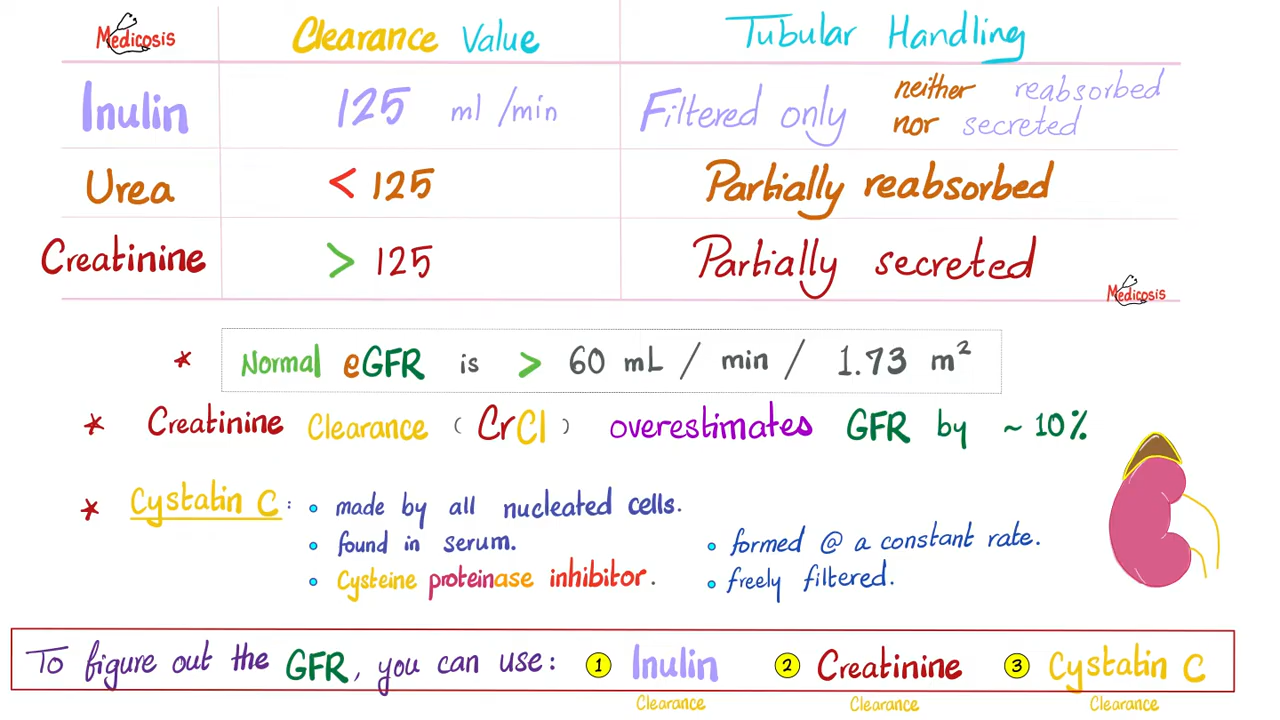 Medicosis Clearance Value Tubular Handling
Inulin 125 ml /min Filtered only neither reabsorbed
nor secreted
Urea < 125 Partially reabsorbed
Creatinine > 125 Partially secreted
Medicosis
* Normal eGFR is > 60 mL / min / 1.73 m²
* Creatinine Clearance ( CrCl ) overestimates GFR by ~ 10%
* Cystatin C : • made by all nucleated cells.
• found in serum. • formed @ a constant rate.
• Cysteine proteinase inhibitor. • freely filtered.
To figure out the GFR, you can use: 1 Inulin 2 Creatinine 3 Cystatin C
Clearance Clearance Clearance